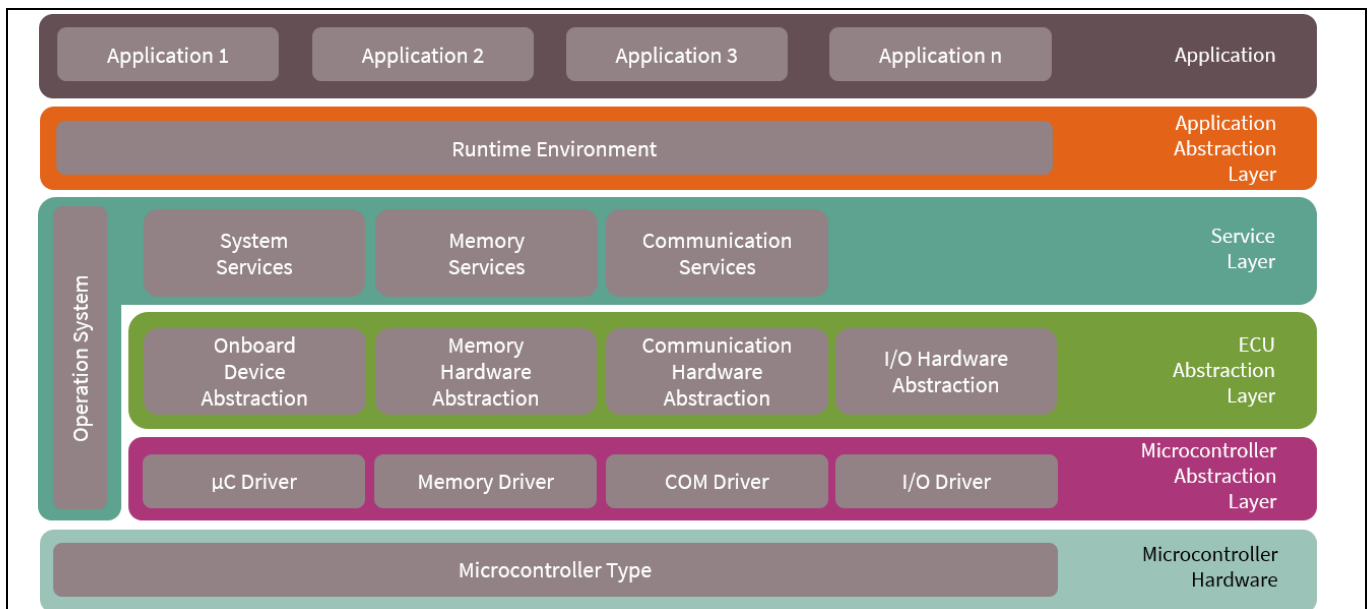 Application 1
Application 2
Application 3
Application n
Application
Runtime Environment
Application
Abstraction
Layer
Operation System
System
Services
Memory
Services
Communication
Services
Service
Layer
Onboard
Device
Abstraction
Memory
Hardware
Abstraction
Communication
Hardware
Abstraction
I/O Hardware
Abstraction
ECU
Abstraction
Layer
µC Driver
Memory Driver
COM Driver
I/O Driver
Microcontroller
Abstraction
Layer
Microcontroller Type
Microcontroller
Hardware